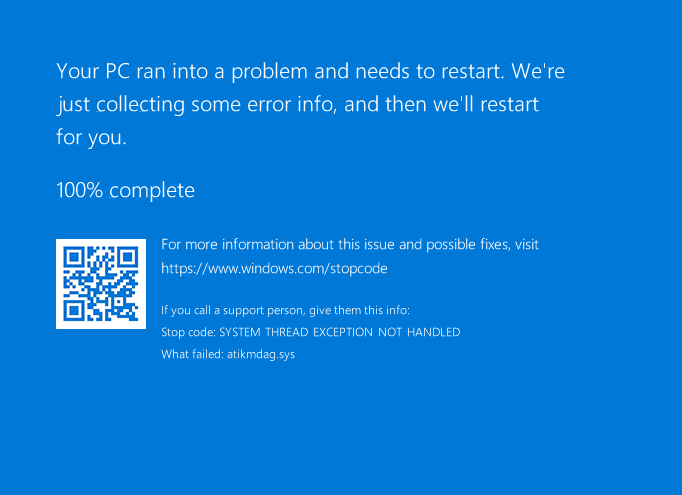 Your PC ran into a problem and needs to restart. We're
just collecting some error info, and then we'll restart
for you.
100% complete
For more information about this issue and possible fixes, visit
https://www.windows.com/stopcode
If you call a support person, give them this info:
Stop code: SYSTEM THREAD EXCEPTION NOT HANDLED
What failed: atikmdag.sys